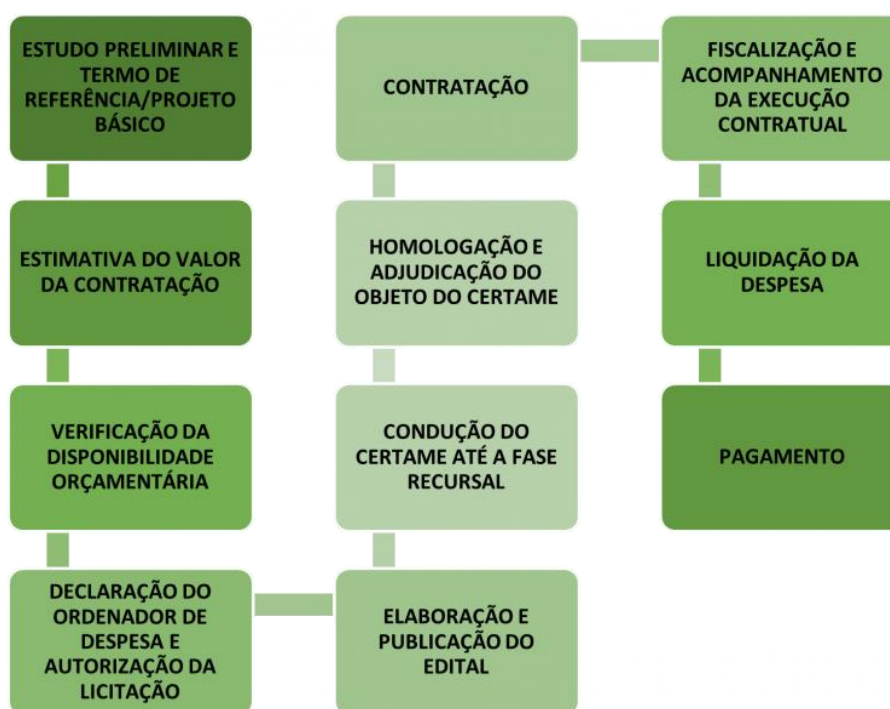 ESTUDO PRELIMINAR E
TERMO DE
REFERÊNCIA/PROJETO
BÁSICO
ESTIMATIVA DO VALOR
DA CONTRATAÇÃO
VERIFICAÇÃO DA
DISPONIBILIDADE
ORÇAMENTÁRIA
DECLARAÇÃO DO
ORDENADOR DE
DESPESA E
AUTORIZAÇÃO DA
LICITAÇÃO
ELABORAÇÃO E
PUBLICAÇÃO DO
EDITAL
CONDUÇÃO DO
CERTAME ATÉ A FASE
RECURSAL
HOMOLOGAÇÃO E
ADJUDICAÇÃO DO
OBJETO DO CERTAME
CONTRATAÇÃO
FISCALIZAÇÃO E
ACOMPANHAMENTO
DA EXECUÇÃO
CONTRATUAL
LIQUIDAÇÃO DA
DESPESA
PAGAMENTO